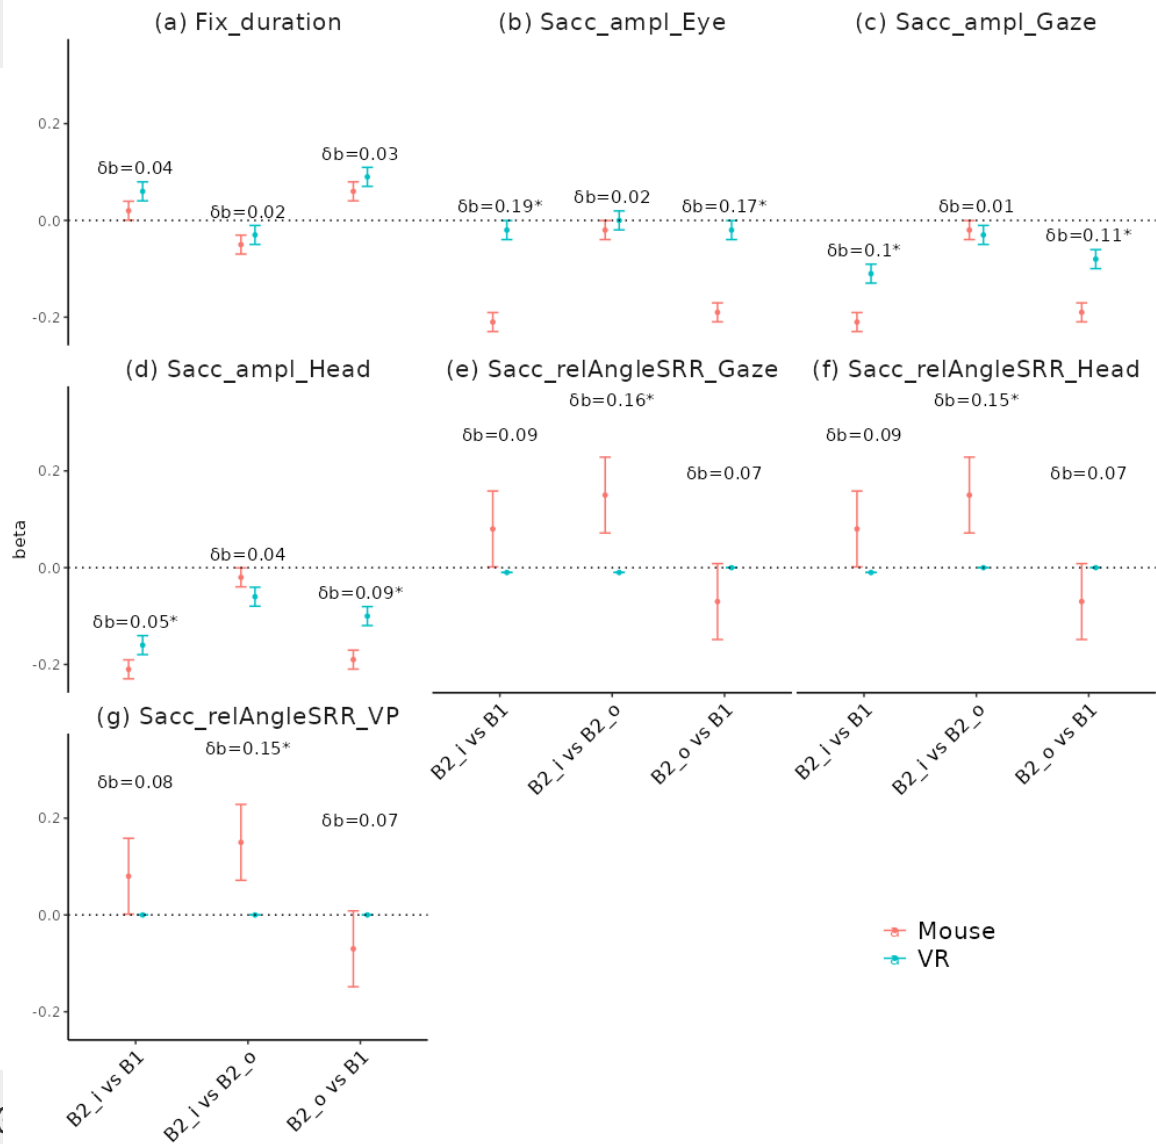 (a) Fix_duration
(b) Sacc_ampl_Eye
(c) Sacc_ampl_Gaze
0.2
0.0
-0.2
δb=0.04
δb=0.02
δb=0.03
δb=0.19*
δb=0.02
δb=0.17*
δb=0.1*
δb=0.01
δb=0.11*
(d) Sacc_ampl_Head
(e) Sacc_relAngleSRR_Gaze
(f) Sacc_relAngleSRR_Head
beta
0.2
0.0
-0.2
δb=0.05*
δb=0.04
δb=0.09*
δb=0.09
δb=0.16*
δb=0.07
δb=0.09
δb=0.15*
δb=0.07
B2_i vs B1
B2_i vs B2_o
B2_o vs B1
B2_i vs B1
B2_i vs B2_o
B2_o vs B1
(g) Sacc_relAngleSRR_VP
0.2
0.0
-0.2
δb=0.08
δb=0.15*
δb=0.07
B2_i vs B1
B2_i vs B2_o
B2_o vs B1
Mouse
VR